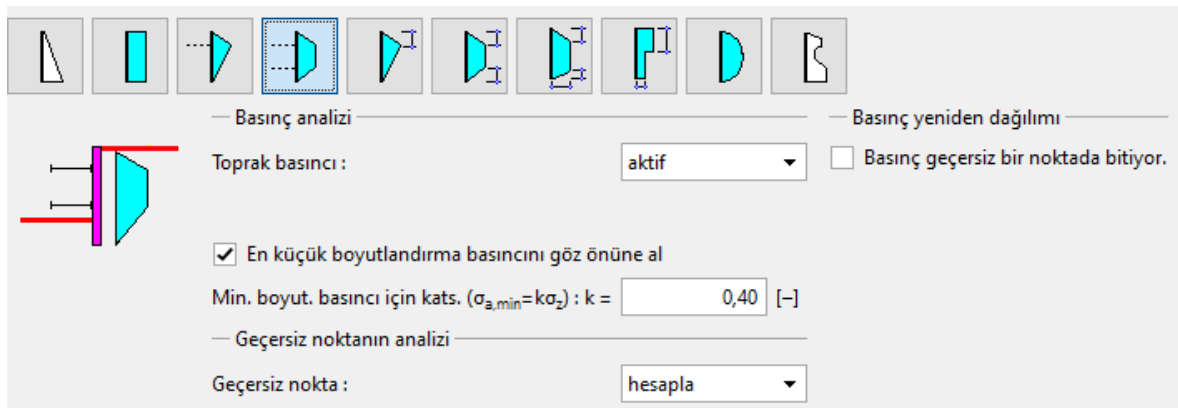 Basınç analizi
Basınç yeniden dağılımı
Toprak basıncı :
aktif
Basınç geçersiz bir noktada bitiyor.
En küçük boyutlandırma basıncını göz önüne al
Min. boyut. basıncı için kats. (σa,min=kσz) : k = 0,40 [–]
Geçersiz noktanın analizi
Geçersiz nokta :
hesapla